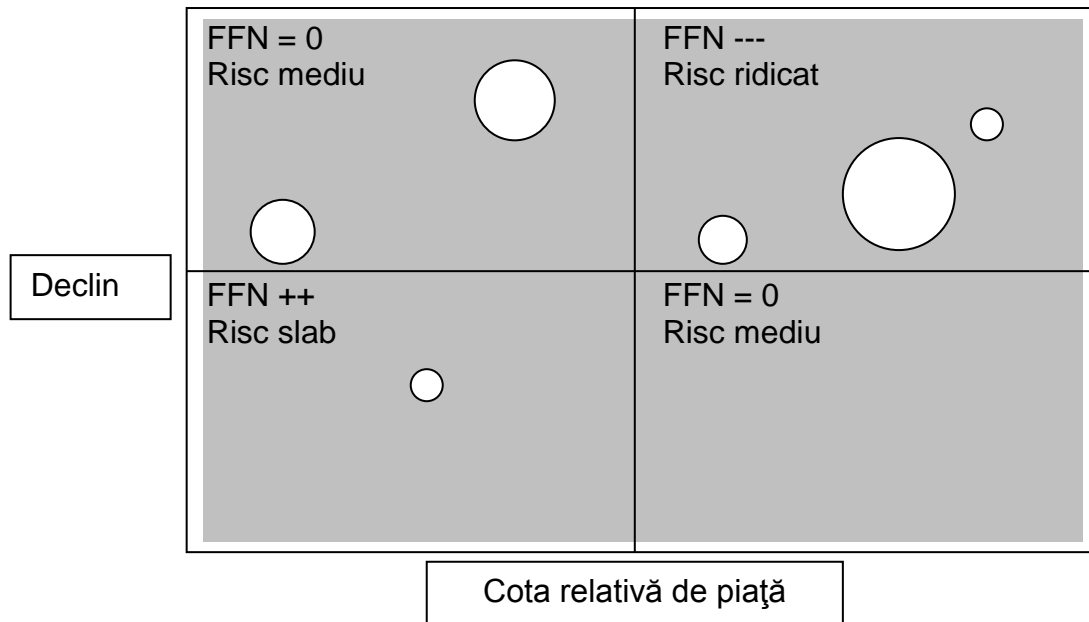 FFN = 0
Risc mediu
FFN ---
Risc ridicat
Declin
FFN ++
Risc slab
FFN = 0
Risc mediu
Cota relativă de piaţă